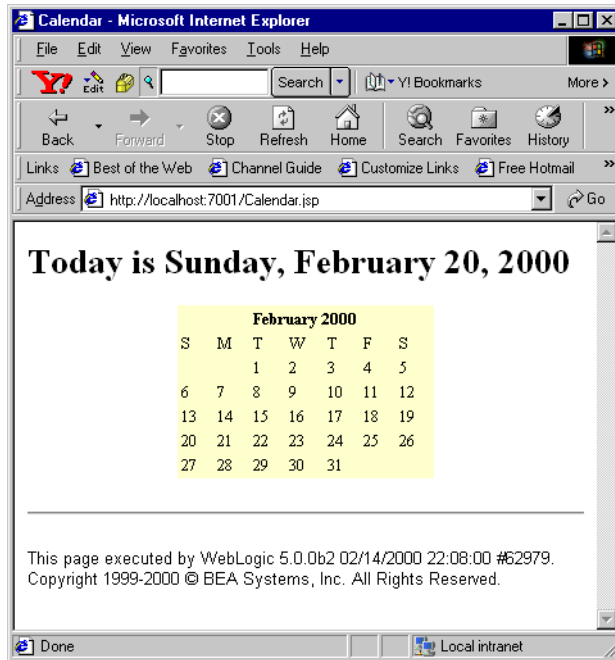 Calendar - Microsoft Internet Explorer
File Edit View Favorites Tools Help
Y! Edit Search Y! Bookmarks More >
Back Forward Stop Refresh Home Search Favorites History »
Links Best of the Web Channel Guide Customize Links Free Hotmail »
Address http://localhost:7001/Calendar.jsp Go
Today is Sunday, February 20, 2000
February 2000
S M T W T F S
1 2 3 4 5
6 7 8 9 10 11 12
13 14 15 16 17 18 19
20 21 22 23 24 25 26
27 28 29 30 31
This page executed by WebLogic 5.0.0b2 02/14/2000 22:08:00 #62979.
Copyright 1999-2000 © BEA Systems, Inc. All Rights Reserved.
Done Local intranet